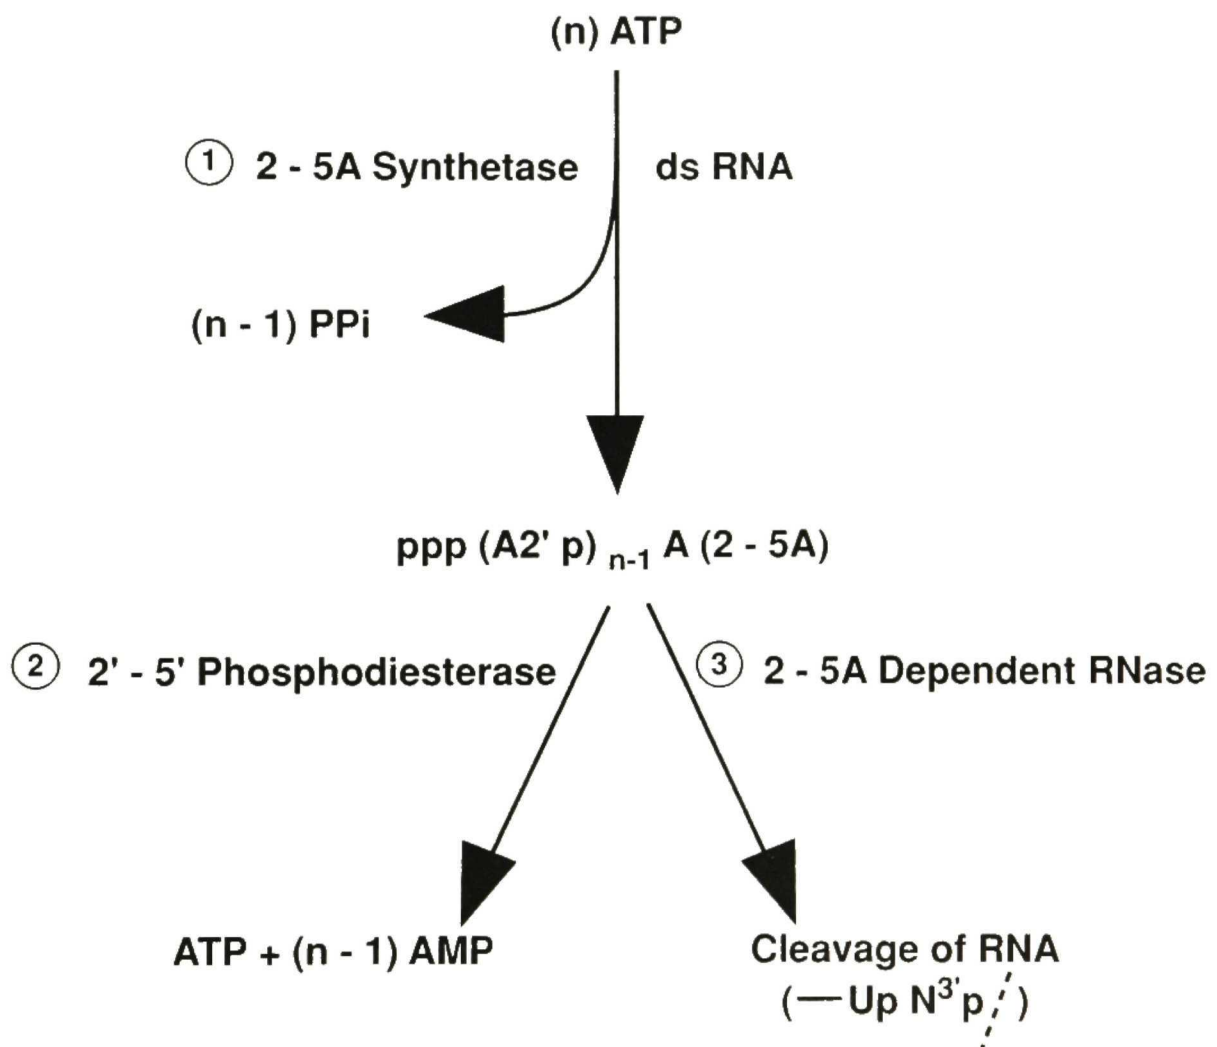 (n) ATP
① 2 - 5A Synthetase ds RNA
(n - 1) PPi
ppp (A2' p) n-1 A (2 - 5A)
② 2' - 5' Phosphodiesterase ③ 2 - 5A Dependent RNase
ATP + (n - 1) AMP Cleavage of RNA
(—Up N3'p )